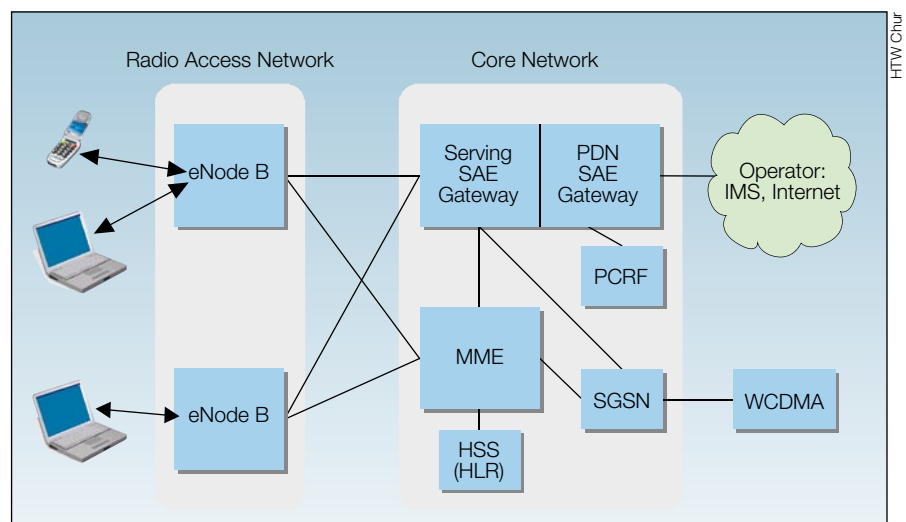 Radio Access Network
Core Network
HTW Chur
eNode B
Serving
SAE
Gateway
PDN
SAE
Gateway
Operator:
IMS, Internet
PCRF
MME
eNode B
SGSN
WCDMA
HSS
(HLR)